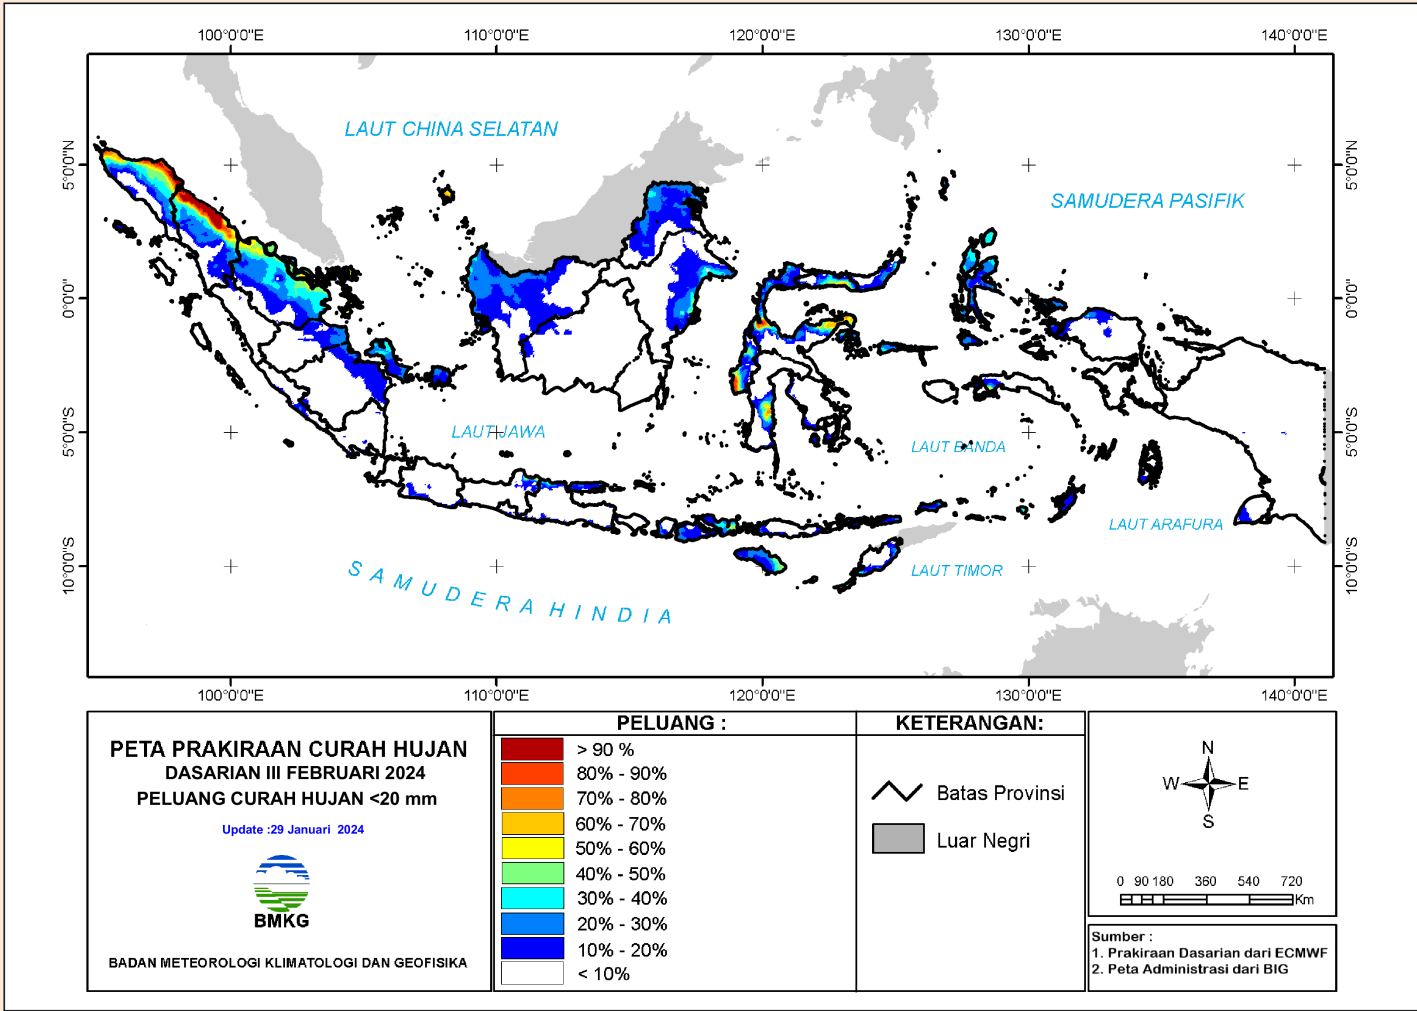 100°0'0"E 110°0'0"E 120°0'0"E 130°0'0"E 140°0'0"E
5°0'0"N
0°0'0"
5°0'0"S
10°0'0"S
LAUT CHINA SELATAN
SAMUDERA PASIFIK
LAUT JAWA
LAUT BANDA
LAUT ARAFURA
LAUT TIMOR
SAMUDERA HINDIA
5°0'0"N
0°0'0"
5°0'0"S
10°0'0"S
100°0'0"E 110°0'0"E 120°0'0"E 130°0'0"E 140°0'0"E
PETA PRAKIRAAN CURAH HUJAN
DASARIAN III FEBRUARI 2024
PELUANG CURAH HUJAN <20 mm
Update :29 Januari 2024
BMKG
BADAN METEOROLOGI KLIMATOLOGI DAN GEOFISIKA
PELUANG :
> 90 %
80% - 90%
70% - 80%
60% - 70%
50% - 60%
40% - 50%
30% - 40%
20% - 30%
10% - 20%
< 10%
KETERANGAN:
Batas Provinsi
Luar Negri
N
W E
S
0 90 180 360 540 720
Km
Sumber :
1. Prakiraan Dasarian dari ECMWF
2. Peta Administrasi dari BIG